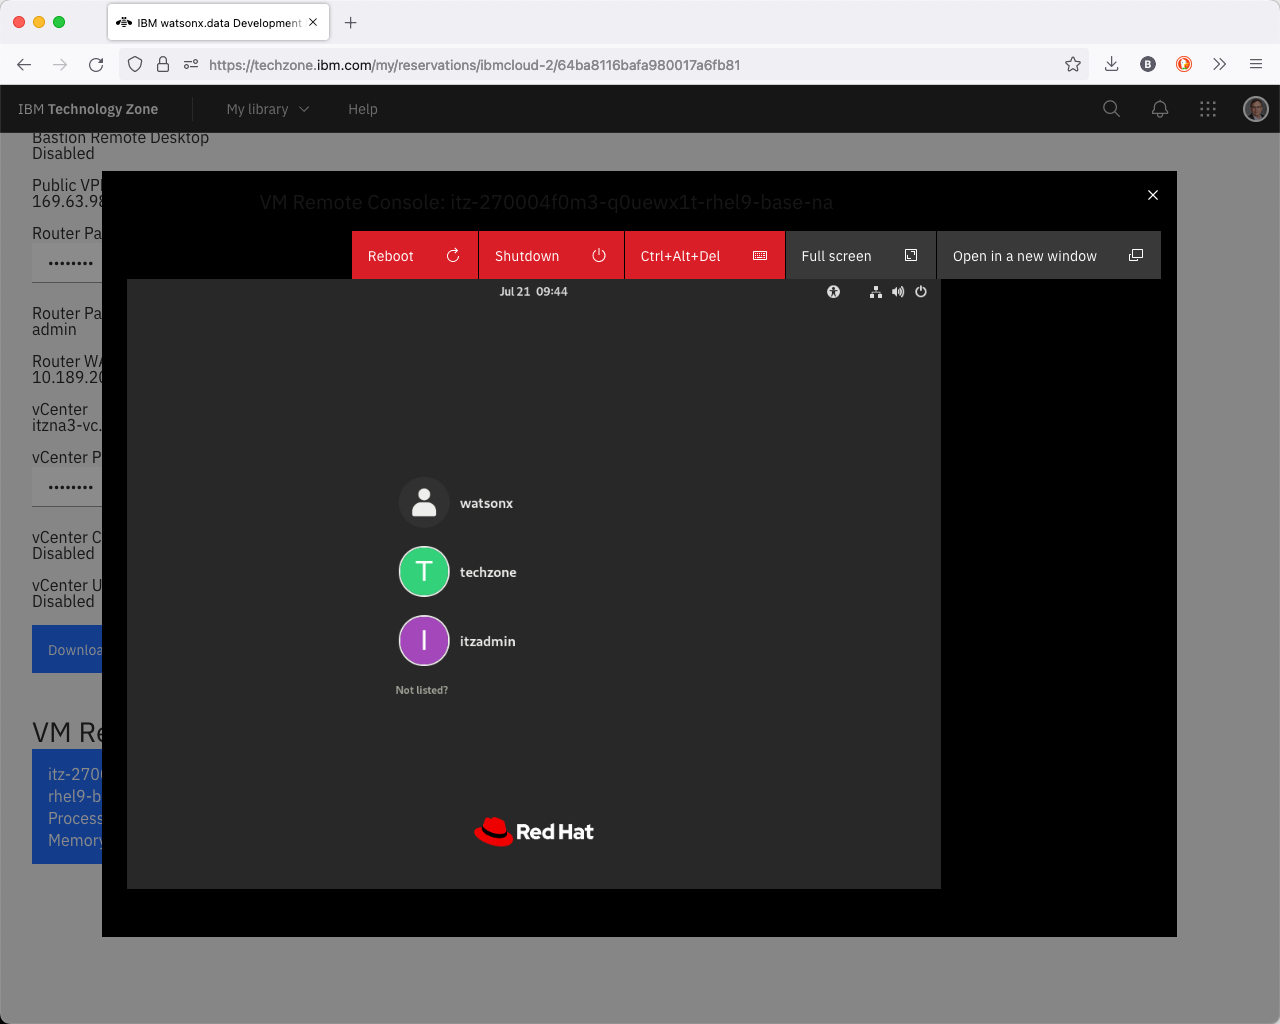 IBM watsonx.data Development
https://techzone.ibm.com/my/reservations/ibmcloud-2/64ba8116bafa980017a6fb81
B
IBM Technology Zone
My library
Help
Bastion Remote Desktop
Disabled
Public VP
169.63.98
Router Pa
••••••••
Router Pa
admin
Router WA
10.189.20
vCenter
itzna3-vc.
vCenter P
••••••••
vCenter C
Disabled
vCenter U
Disabled
Downloa
VM Re
itz-270
rhel9-b
Process
Memory
VM Remote Console: itz-270004f0m3-q0uewx1t-rhel9-base-na
Reboot
Shutdown
Ctrl+Alt+Del
Full screen
Open in a new window
Jul 21 09:44
watsonx
T
techzone
I
itzadmin
Not listed?
Red Hat